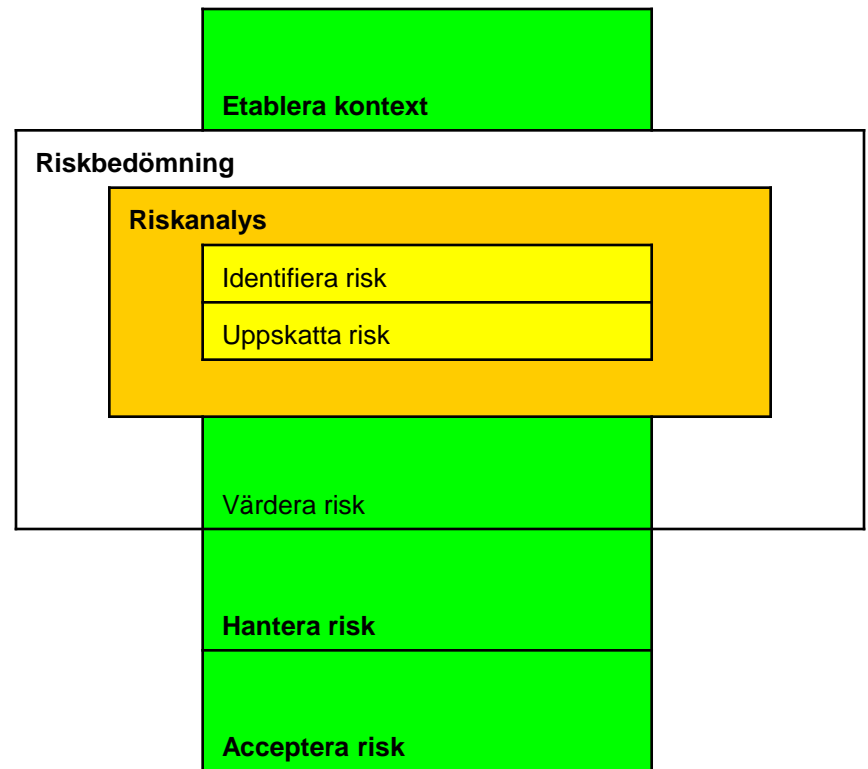 Etablera kontext
Riskbedömning
Riskanalys
Identifiera risk
Uppskatta risk
Värdera risk
Hantera risk
Acceptera risk